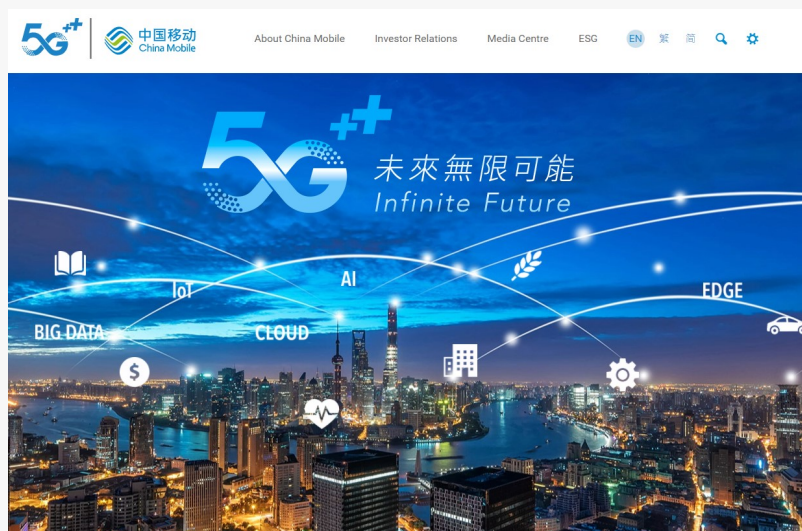 5G++
中国移动
China Mobile
About China Mobile
Investor Relations
Media Centre
ESG
EN
繁
简
5G++
未來無限可能
Infinite Future
AI
IoT
EDGE
BIG DATA
CLOUD
$